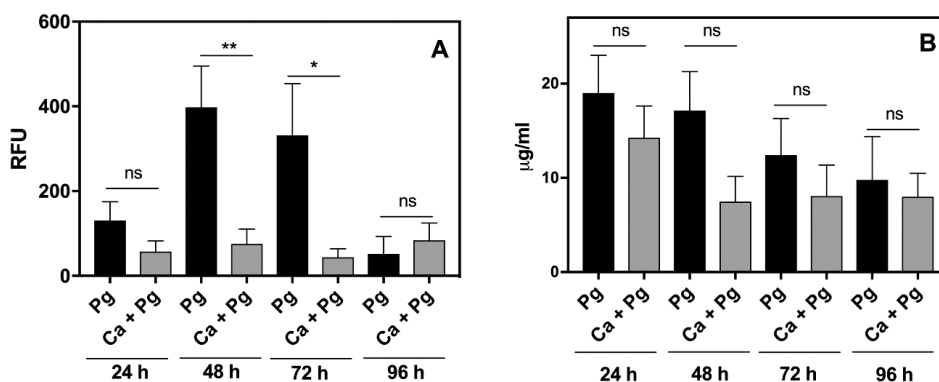 A
600
400
200
0
RFU
ns
**
*
ns
Pg
Ca + Pg
Pg
Ca + Pg
Pg
Ca + Pg
Pg
Ca + Pg
24 h
48 h
72 h
96 h
B
20
10
0
µg/ml
ns
ns
ns
ns
Pg
Ca + Pg
Pg
Ca + Pg
Pg
Ca + Pg
Pg
Ca + Pg
24 h
48 h
72 h
96 h